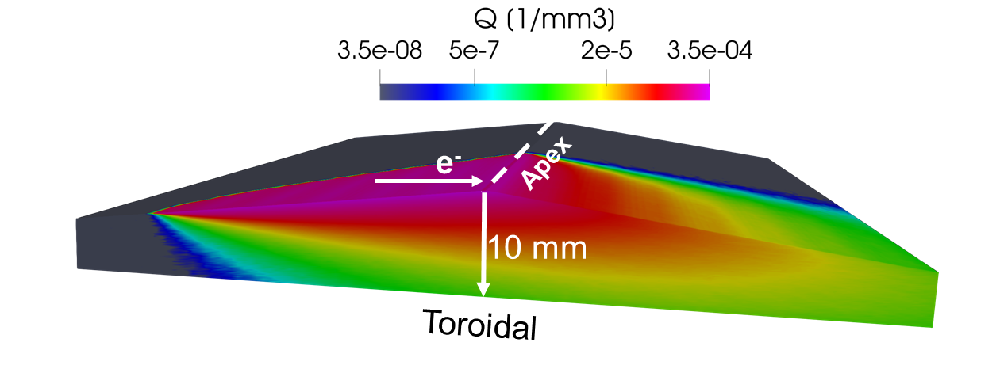 Q (1/mm3)
3.5e-08 5e-7 2e-5 3.5e-04
e-
Apex
10 mm
Toroidal